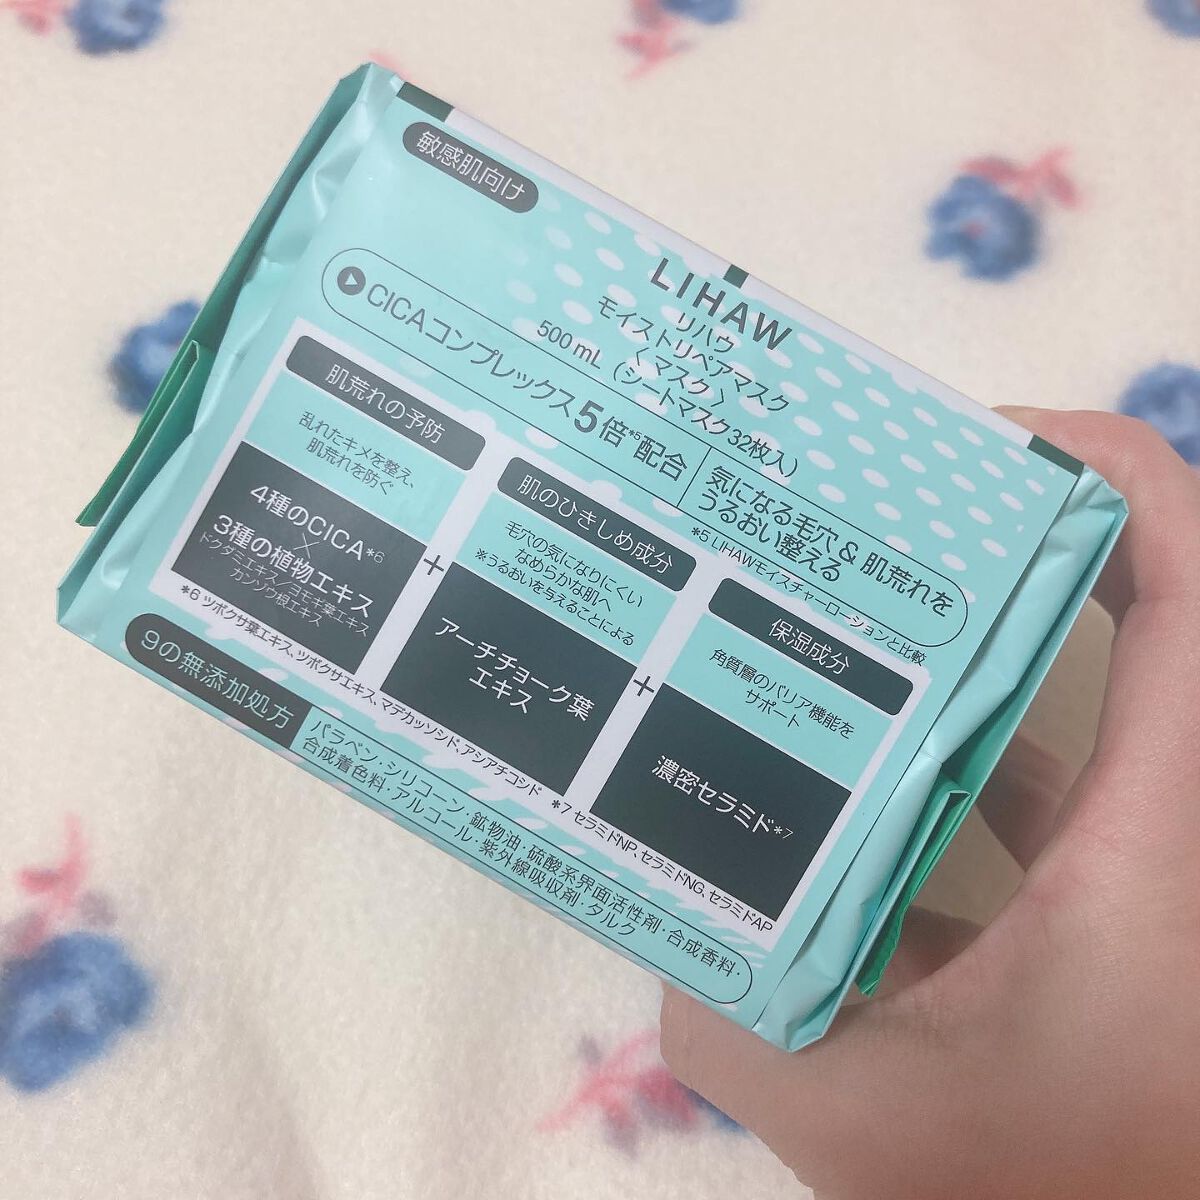 敏感肌向け
LIHAW
リハウ
モイストリペアマスク
〈 マスク 〉
500mL（シートマスク32枚入）
CICAコンプレックス5倍*5配合
気になる毛穴&肌荒れを
うるおい整える
*5 LIHAWモイスチャーローションと比較
肌荒れの予防
乱れたキメを整え、
肌荒れを防ぐ
4種のCICA*6
×
3種の植物エキス
ドクダミエキス／ヨモギ葉エキス
カンゾウ根エキス
+
肌のひきしめ成分
毛穴の気になりにくい
なめらかな肌へ
※うるおいを与えることによる
アーチチョーク葉
エキス
+
保湿成分
角質層のバリア機能を
サポート
濃密セラミド*7
*6 ツボクサ葉エキス、ツボクサエキス、マデカッソシド、アシアチコシド *7 セラミドNP、セラミドNG、セラミドAP
9の無添加処方
パラベン・シリコーン・鉱物油・硫酸系界面活性剤・合成香料・
合成着色料・アルコール・紫外線吸収剤・タルク